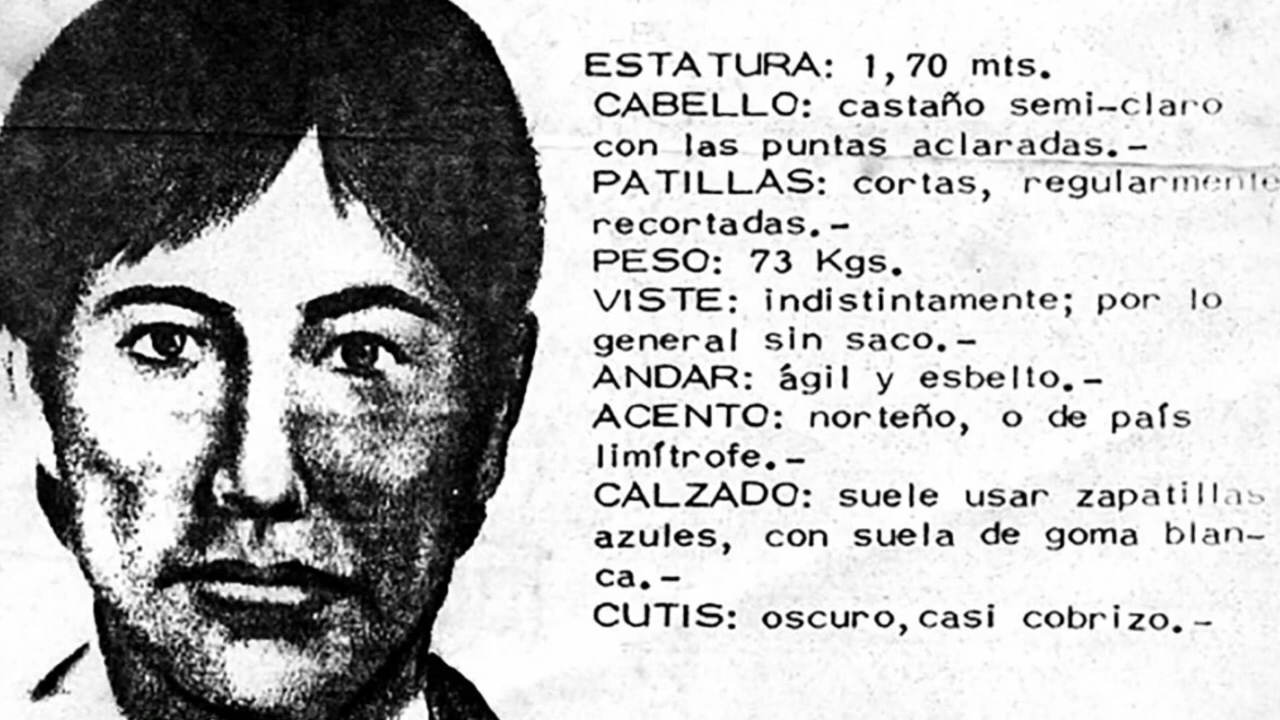 ESTATURA: 1,70 mts.
CABELLO: castaño semi-claro
con las puntas aclaradas.-
PATILLAS: cortas, regularmente
recortadas.-
PESO: 73 Kgs.
VISTE: indistintamente; por lo
general sin saco.-
ANDAR: ágil y esbelto.-
ACENTO: norteño, o de país
limítrofe.-
CALZADO: suele usar zapatillas
azules, con suela de goma blan-
ca.-
CUTIS: oscuro,casi cobrizo.-